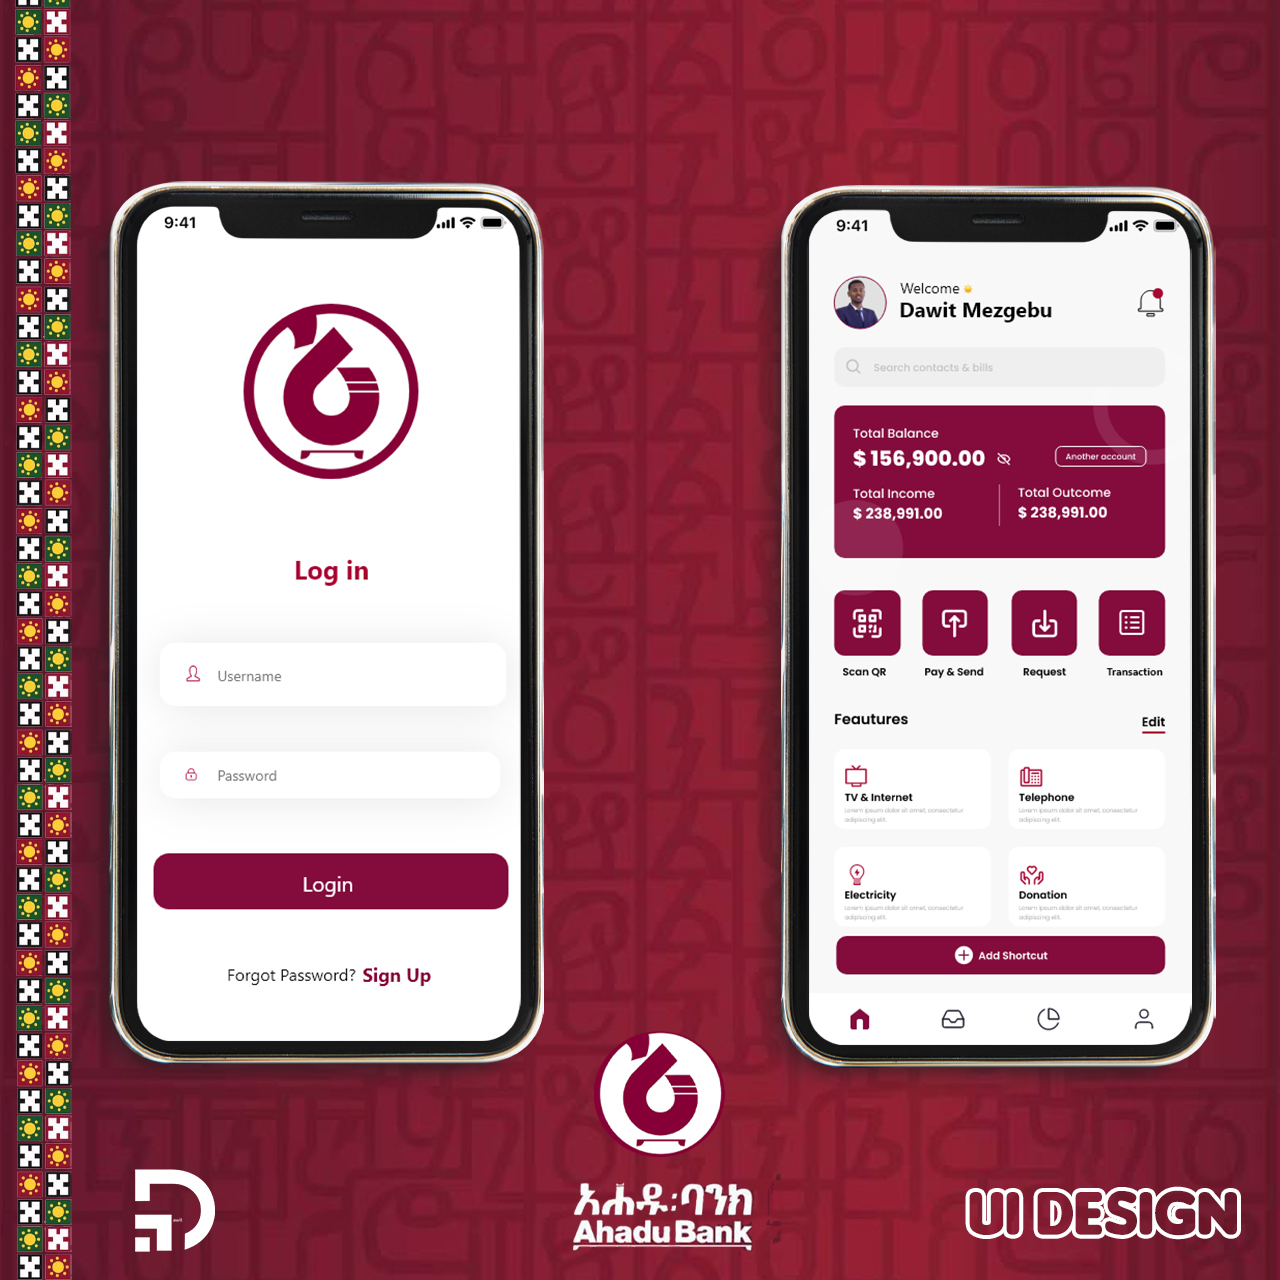 9:41
Log in
Username
Password
Login
Forgot Password? Sign Up
9:41
Welcome
Dawit Mezgebu
Search contacts & bills
Total Balance
$ 156,900.00
Another account
Total Income
Total Outcome
$ 238,991.00
$ 238,991.00
Scan QR
Pay & Send
Request
Transaction
Feautures
Edit
TV & Internet
Lorem ipsum dolor sit amet, consectetur
adipiscing elit.
Telephone
Lorem ipsum dolor sit amet, consectetur
adipiscing elit.
Electricity
Lorem ipsum dolor sit amet, consectetur
adipiscing elit.
Donation
Lorem ipsum dolor sit amet, consectetur
adipiscing elit.
Add Shortcut
አሐዱ፡ባንክ
Ahadu Bank
UI DESIGN